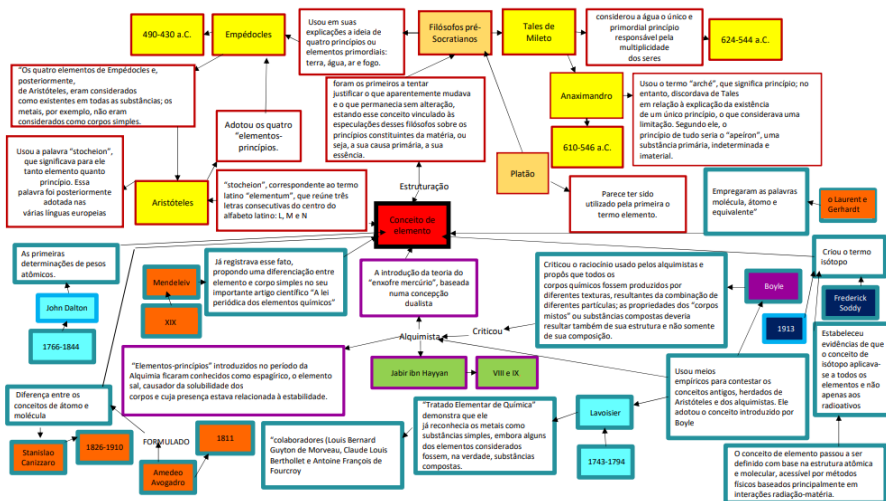 490-430 a.C.
Empédocles
Usou em suas
explicações a ideia de
quatro princípios ou
elementos primordiais:
terra, água, ar e fogo.
Filósofos pré-
Socratianos
Tales de
Mileto
considerou a água o único e
primordial princípio
responsável pela
multiplicidade
dos seres
624-544 a.C.
"Os quatro elementos de Empédocles e,
posteriormente,
de Aristóteles, eram considerados
como existentes em todas as substâncias; os
metais, por exemplo, não eram
considerados como corpos simples.
foram os primeiros a tentar
justificar o que aparentemente mudava
e o que permanecia sem alteração,
estando esse conceito vinculado às
especulações desses filósofos sobre os
princípios constituintes da matéria, ou
seja, a sua causa primária, a sua
essência.
Anaximandro
Usou o termo "arché", que significa princípio; no
entanto, discordava de Tales
em relação à explicação da existência
de um único princípio, o que considerava uma
limitação. Segundo ele, o
princípio de tudo seria o "apeíron", uma
substância primária, indeterminada e
imaterial.
Adotou os quatro
"elementos-
princípios.
610-546 a.C.
Usou a palavra "stocheion",
que significava para ele
tanto elemento quanto
princípio. Essa
palavra foi posteriormente
adotada nas
várias línguas europeias
Aristóteles
"stocheion", correspondente ao termo
latino "elementum", que reúne três
letras consecutivas do centro do
alfabeto latino: L, M e N
Estruturação
Platão
Parece ter sido
utilizado pela primeira o
termo elemento.
Empregaram as palavras
molécula, átomo e
equivalente"
o Laurent e
Gerhardt
Conceito de
elemento
As primeiras
determinações de pesos
atômicos.
Mendeleiv
Já registrava esse fato,
propondo uma diferenciação entre
elemento e corpo simples no seu
importante artigo científico "A lei
periódica dos elementos químicos"
A introdução da teoria do
"enxofre mercúrio", baseada
numa concepção
dualista
Criticou o raciocínio usado pelos alquimistas e
propôs que todos os
corpos químicos fossem produzidos por
diferentes texturas, resultantes da combinação de
diferentes partículas; as propriedades dos "corpos
mistos" ou substâncias compostas deveria
resultar também de sua estrutura e não somente
de sua composição.
Boyle
Criou o termo
isótopo
Frederick
Soddy
John Dalton
XIX
1913
1766-1844
Alquimista
Criticou
Estabeleceu
evidências de que o
conceito de
isótopo aplicava-
se a todos os
elementos e não
apenas aos
radioativos
"Elementos-princípios" introduzidos no período da
Alquimia ficaram conhecidos como espagírico, o elemento
sal, causador da solubilidade dos
corpos e cuja presença estava relacionada à estabilidade.
Jabir ibn Hayyan
VIII e IX
Usou meios
empíricos para contestar os
conceitos antigos, herdados de
Aristóteles e dos alquimistas. Ele
adotou o conceito introduzido por
Boyle
Diferença entre os
conceitos de átomo e
molécula
Stanislao
Canizzaro
1826-1910
FORMULADO
1811
Amedeo
Avogadro
"colaboradores (Louis Bernard
Guyton de Morveau, Claude Louis
Berthollet e Antoine François de
Fourcroy
"Tratado Elementar de Química"
demonstra que ele
já reconhecia os metais como
substâncias simples, embora alguns
dos elementos considerados
fossem, na verdade, substâncias
compostas.
Lavoisier
1743-1794
O conceito de elemento passou a ser
definido com base na estrutura atômica
e molecular, acessível por métodos
físicos baseados principalmente em
interações radiação-matéria.